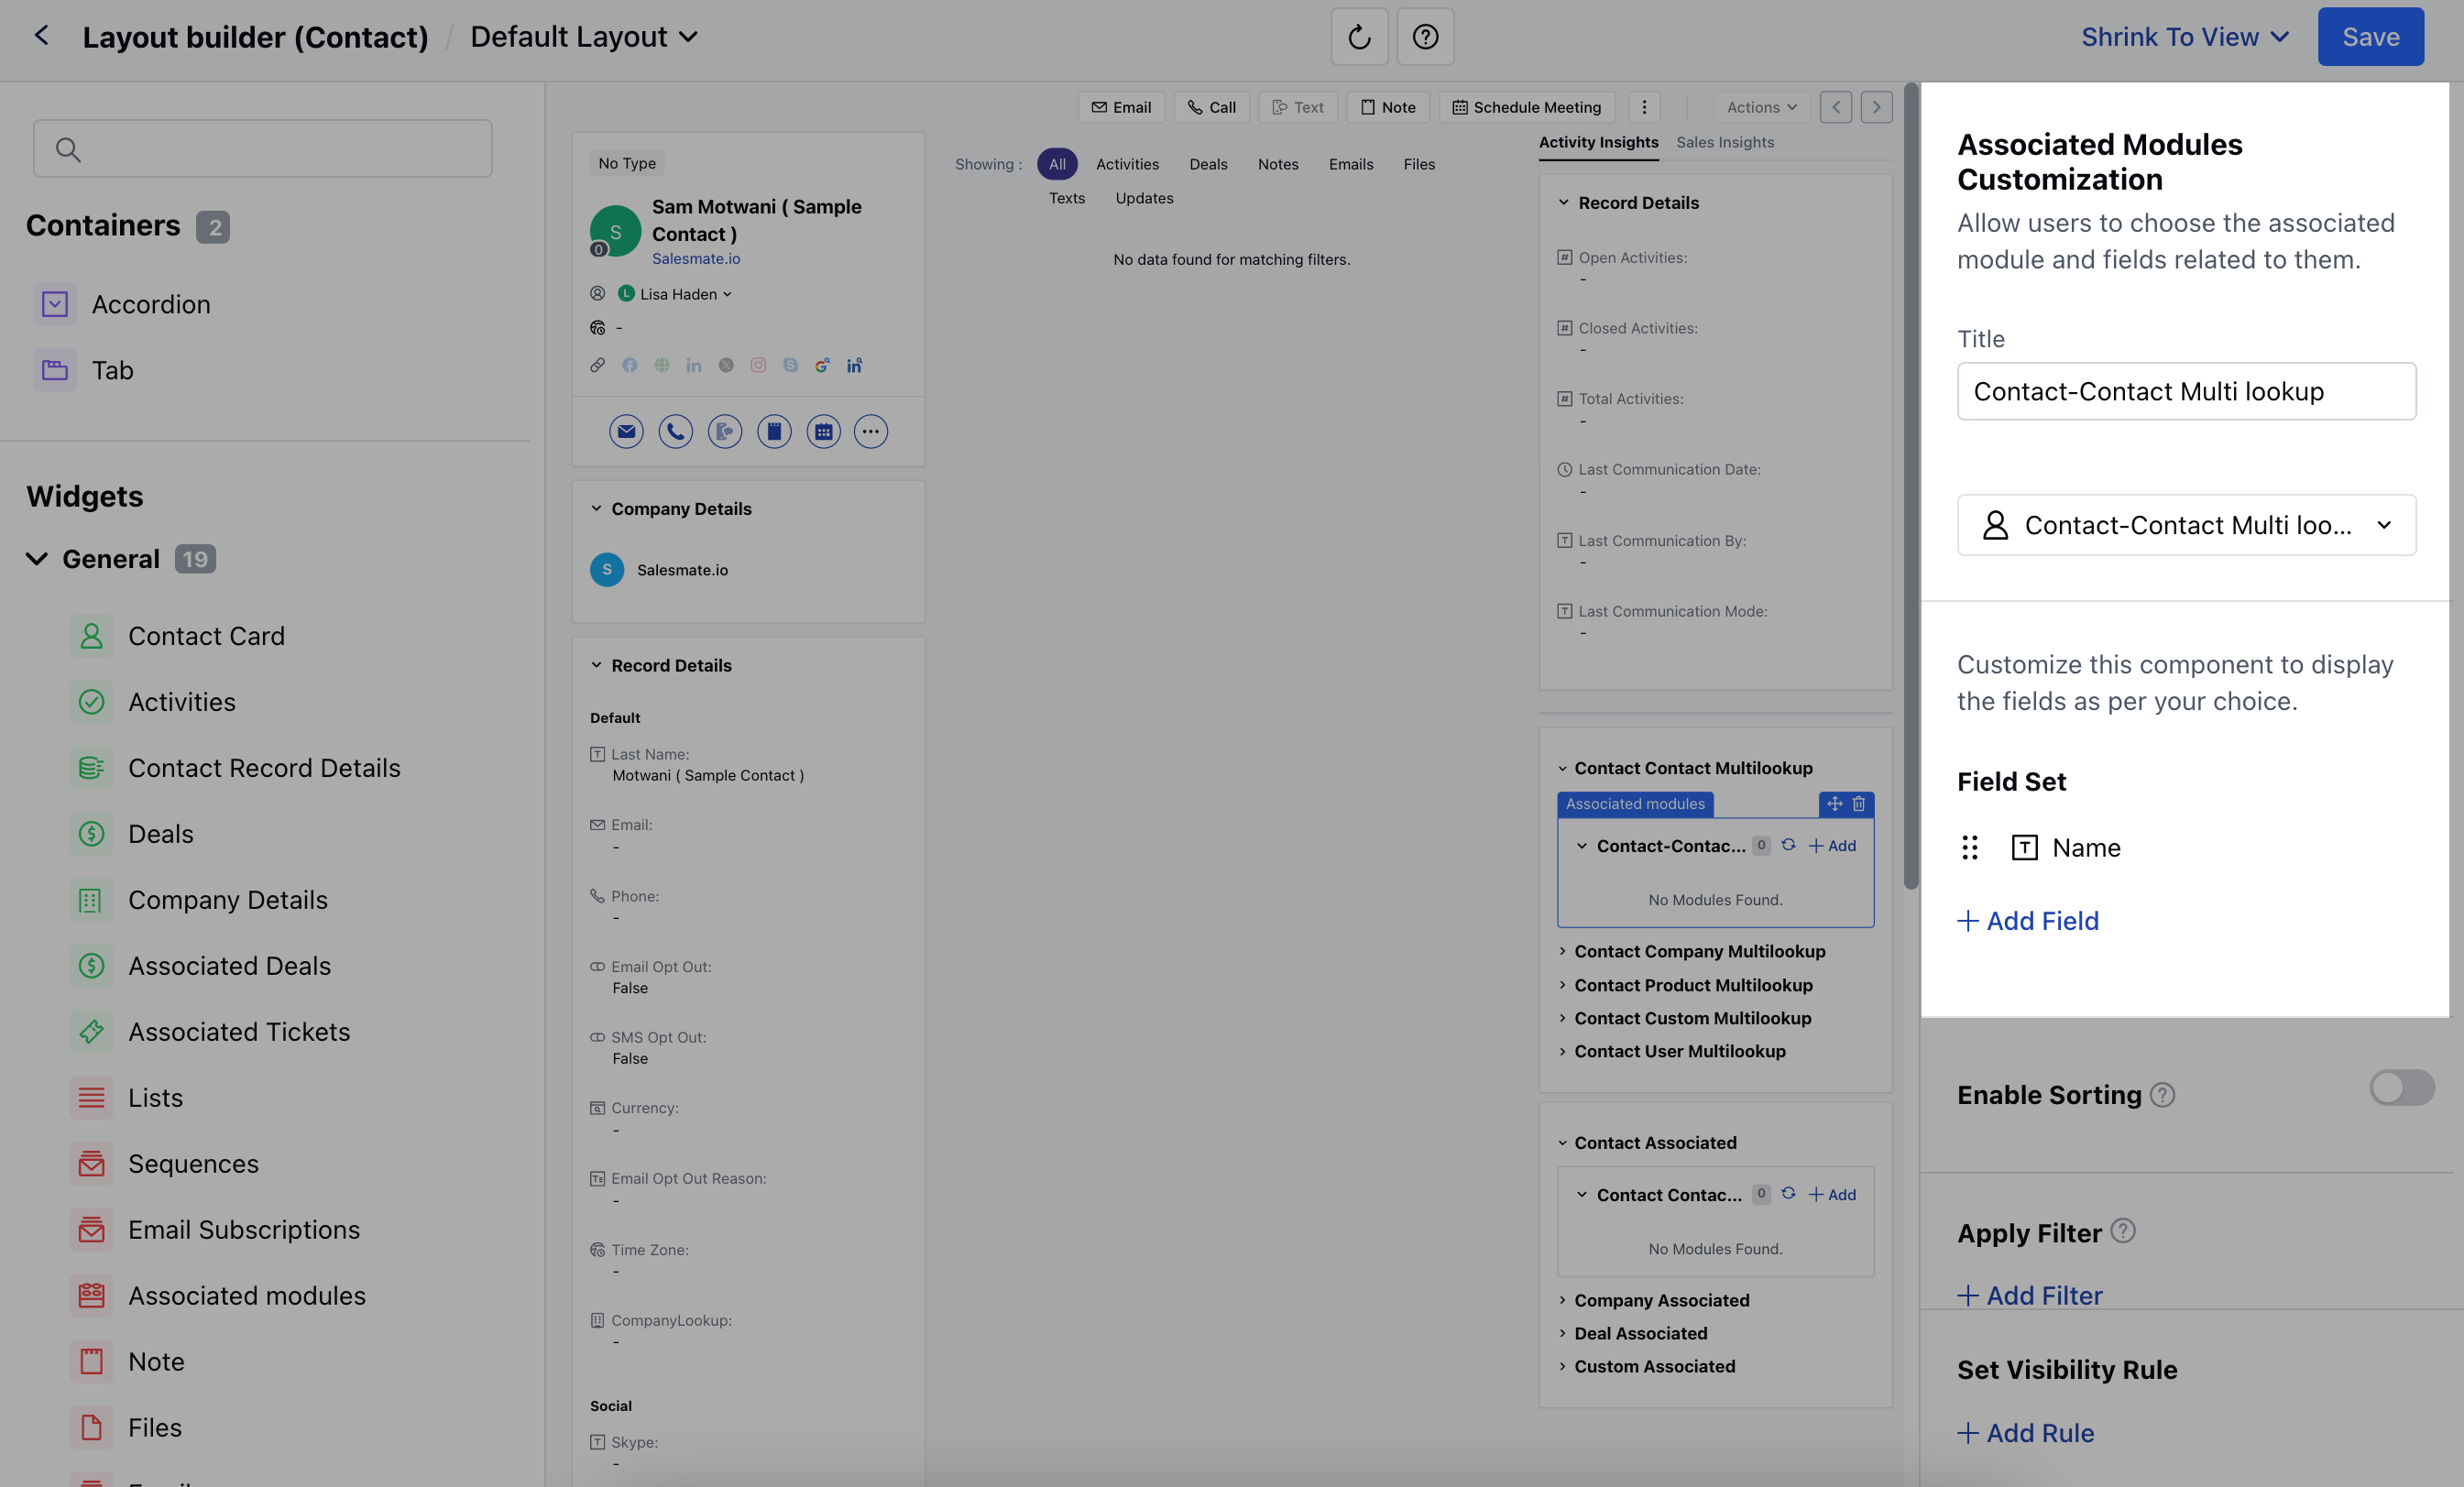 Layout builder (Contact) / Default Layout
Shrink To View
Save
Containers 2
Accordion
Tab
Widgets
General 19
Contact Card
Activities
Contact Record Details
Deals
Company Details
Associated Deals
Associated Tickets
Lists
Sequences
Email Subscriptions
Associated modules
Note
Files
Email
Call
Text
Note
Schedule Meeting
Actions
No Type
S
0
Sam Motwani ( Sample
Contact )
Salesmate.io
L Lisa Haden
-
Company Details
S Salesmate.io
Record Details
Default
Last Name:
Motwani ( Sample Contact )
Email:
-
Phone:
-
Email Opt Out:
False
SMS Opt Out:
False
Currency:
-
Email Opt Out Reason:
-
Time Zone:
-
CompanyLookup:
-
Social
Skype:
-
Showing : All Activities Deals Notes Emails Files
Texts Updates
No data found for matching filters.
Activity Insights Sales Insights
Record Details
Open Activities:
-
Closed Activities:
-
Total Activities:
-
Last Communication Date:
-
Last Communication By:
-
Last Communication Mode:
-
Contact Contact Multilookup
Associated modules
Contact-Contac... 0 + Add
No Modules Found.
Contact Company Multilookup
Contact Product Multilookup
Contact Custom Multilookup
Contact User Multilookup
Contact Associated
Contact Contac... 0 + Add
No Modules Found.
Company Associated
Deal Associated
Custom Associated
Associated Modules
Customization
Allow users to choose the associated
module and fields related to them.
Title
Contact-Contact Multi lookup
Contact-Contact Multi loo...
Customize this component to display
the fields as per your choice.
Field Set
Name
+ Add Field
Enable Sorting ?
Apply Filter ?
+ Add Filter
Set Visibility Rule
+ Add Rule